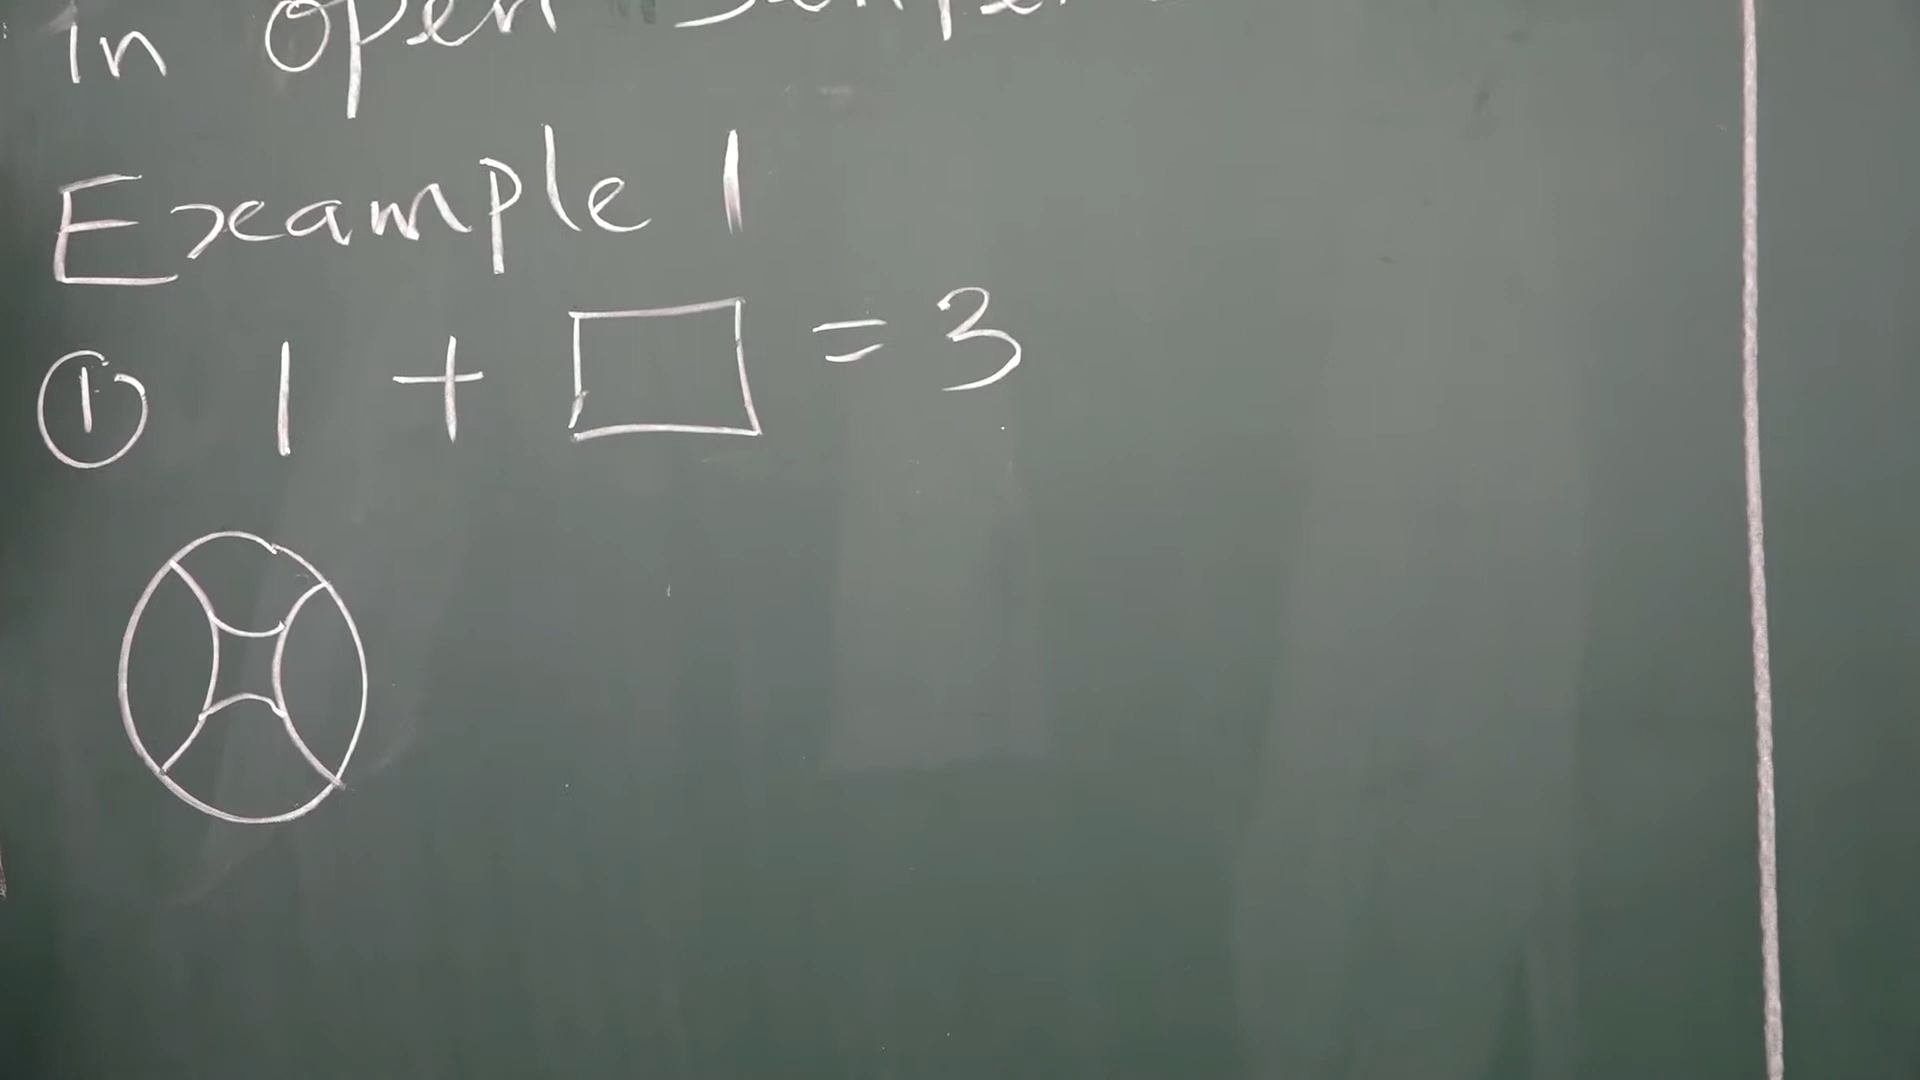 in open
Example 1
① 1 + □ = 3